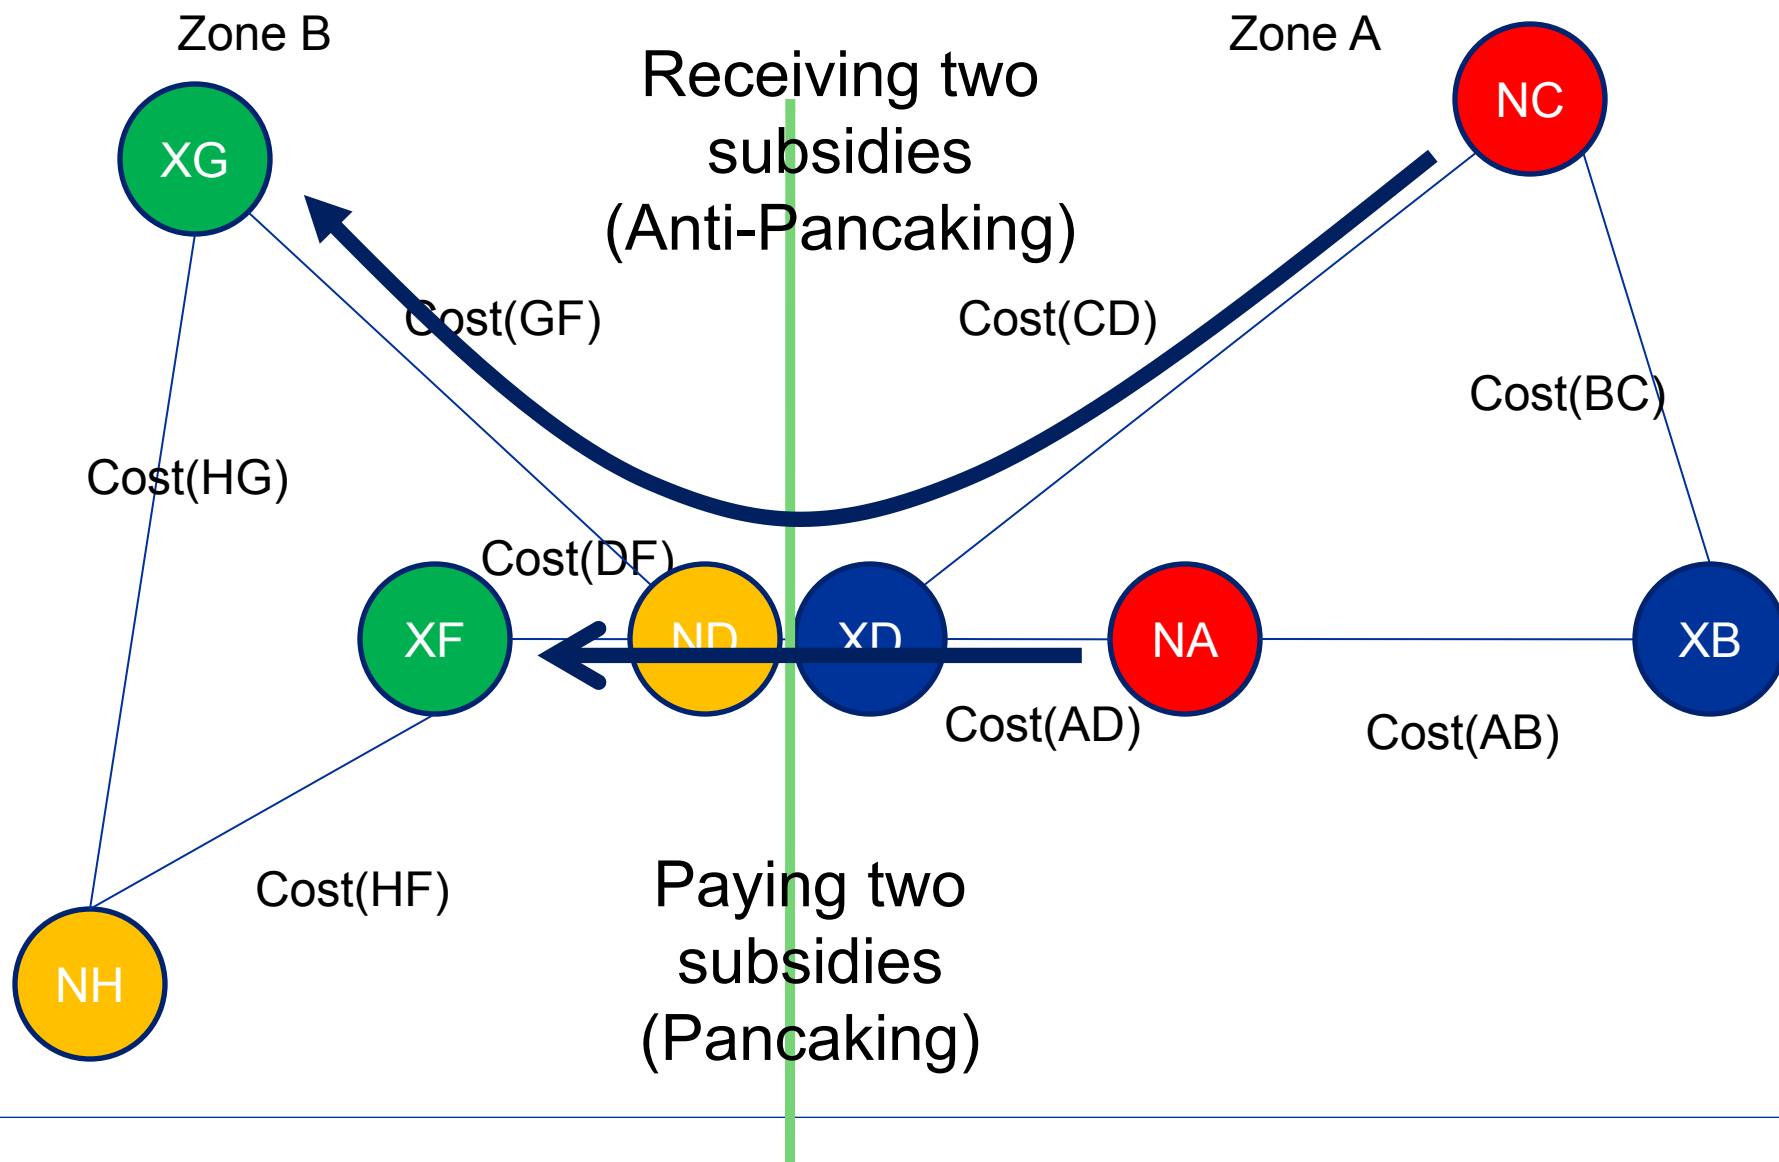 Zone B
Zone A
Receiving two
subsidies
(Anti-Pancaking)
NC
XG
Cost(GF)
Cost(CD)
Cost(BC)
Cost(HG)
Cost(DF)
XF
ND
XD
NA
XB
Cost(AD)
Cost(AB)
Cost(HF)
Paying two
subsidies
(Pancaking)
NH